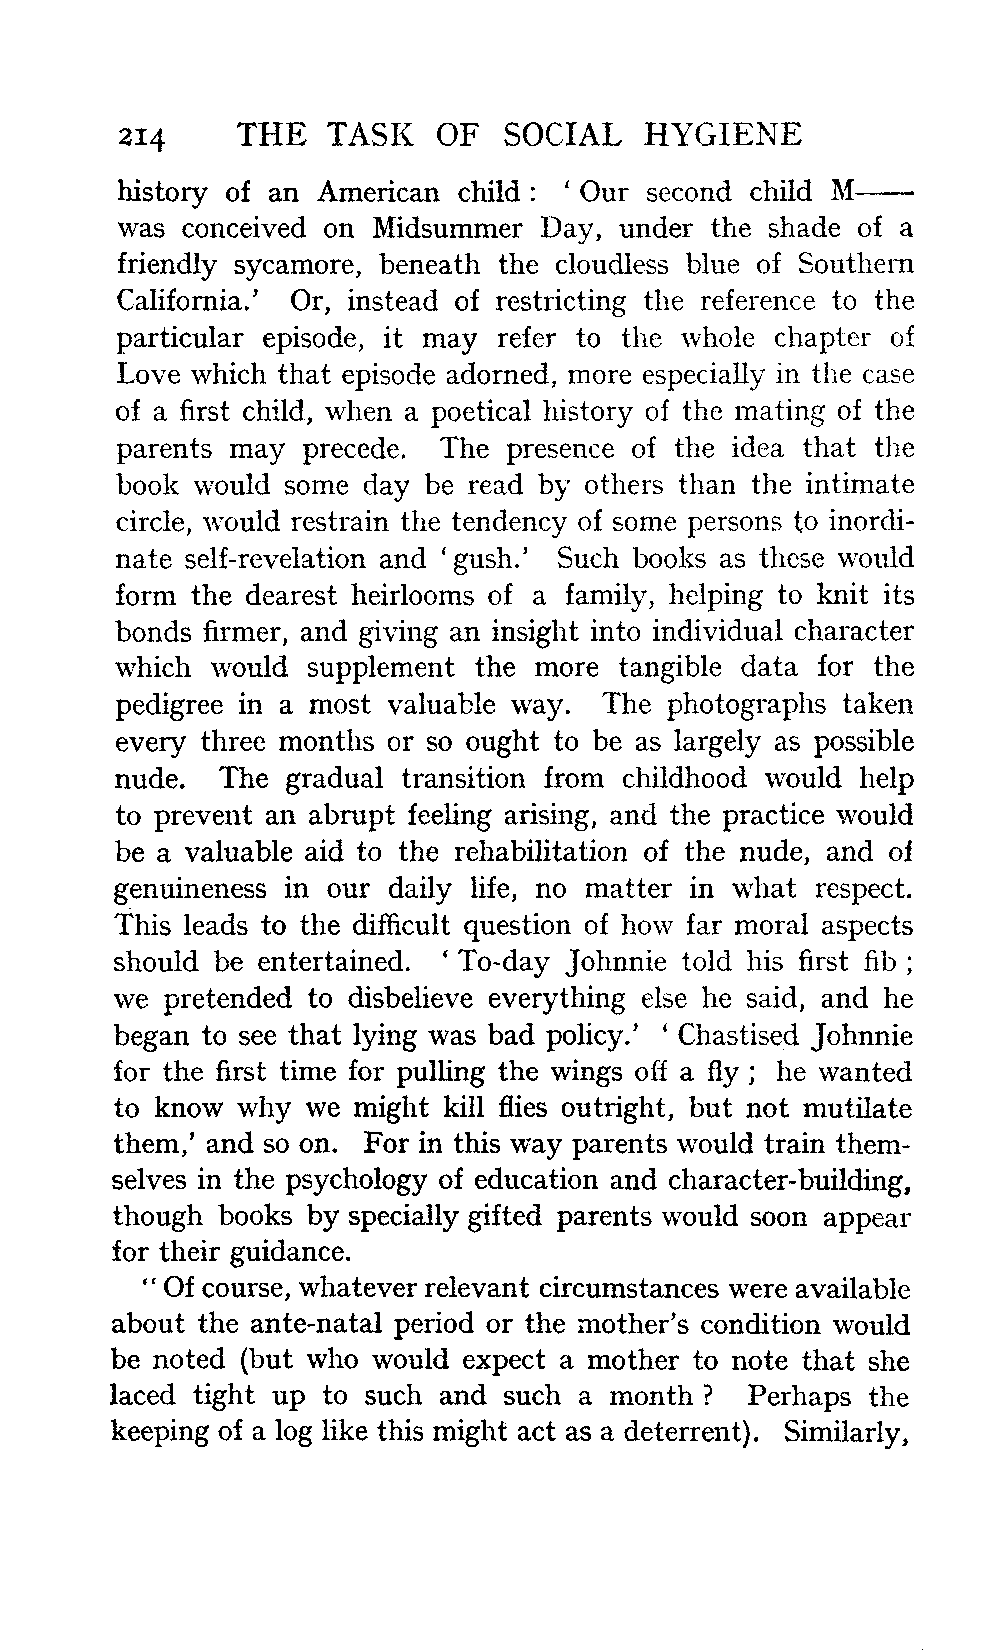 214 THE TASK OF SOCIAL HYGIENE
history of an American child : ‘ Our second child M——
was conceived on Midsummer Day, under the shade of a
friendly sycamore, beneath the cloudless blue of Southern
California.’ Or, instead of restricting the reference to the
particular episode, it may refer to the whole chapter of
Love which that episode adorned, more especially in the case
of a first child, when a poetical history of the mating of the
parents may precede. The presence of the idea that the
book would some day be read by others than the intimate
circle, would restrain the tendency of some persons to inordi-
nate self-revelation and ‘ gush.’ Such books as these would
form the dearest heirlooms of a family, helping to knit its
bonds firmer, and giving an insight into individual character
which would supplement the more tangible data for the
pedigree in a most valuable way. The photographs taken
every three months or so ought to be as largely as possible
nude. The gradual transition from childhood would help
to prevent an abrupt feeling arising, and the practice would
be a valuable aid to the rehabilitation of the nude, and of
genuineness in our daily life, no matter in what respect.
This leads to the difficult question of how far moral aspects
should be entertained. ‘ To-day Johnnie told his first fib ;
we pretended to disbelieve everything else he said, and he
began to see that lying was bad policy.’ ‘ Chastised Johnnie
for the first time for pulling the wings off a fly ; he wanted
to know why we might kill flies outright, but not mutilate
them,’ and so on. For in this way parents would train them-
selves in the psychology of education and character-building,
though books by specially gifted parents would soon appear
for their guidance.
“ Of course, whatever relevant circumstances were available
about the ante-natal period or the mother’s condition would
be noted (but who would expect a mother to note that she
laced tight up to such and such a month ? Perhaps the
keeping of a log like this might act as a deterrent). Similarly,